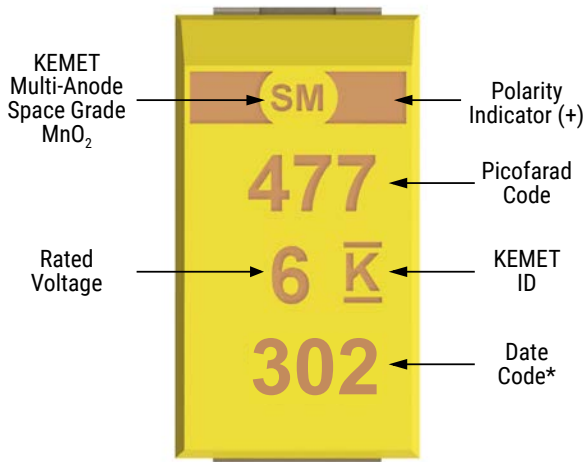 KEMET
Multi-Anode
Space Grade
MnO₂
SM
Polarity
Indicator (+)
477
Picofarad
Code
Rated
Voltage
6 K
KEMET
ID
302
Date
Code*